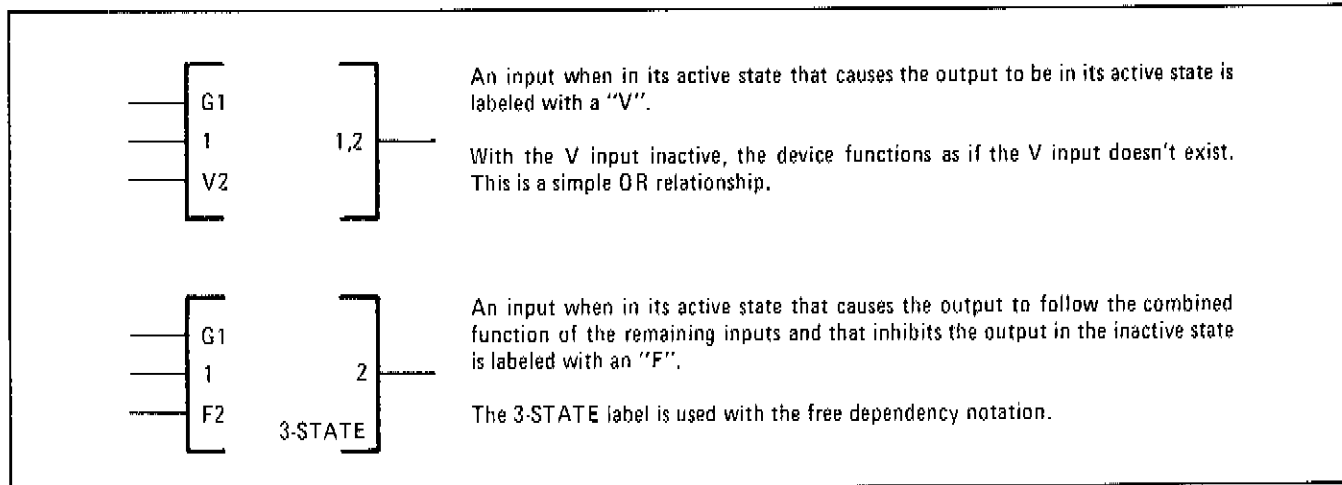 G1
1
V2
1,2
An input when in its active state that causes the output to be in its active state is
labeled with a "V".
With the V input inactive, the device functions as if the V input doesn't exist.
This is a simple OR relationship.
G1
1
F2
2
3-STATE
An input when in its active state that causes the output to follow the combined
function of the remaining inputs and that inhibits the output in the inactive state
is labeled with an "F".
The 3-STATE label is used with the free dependency notation.